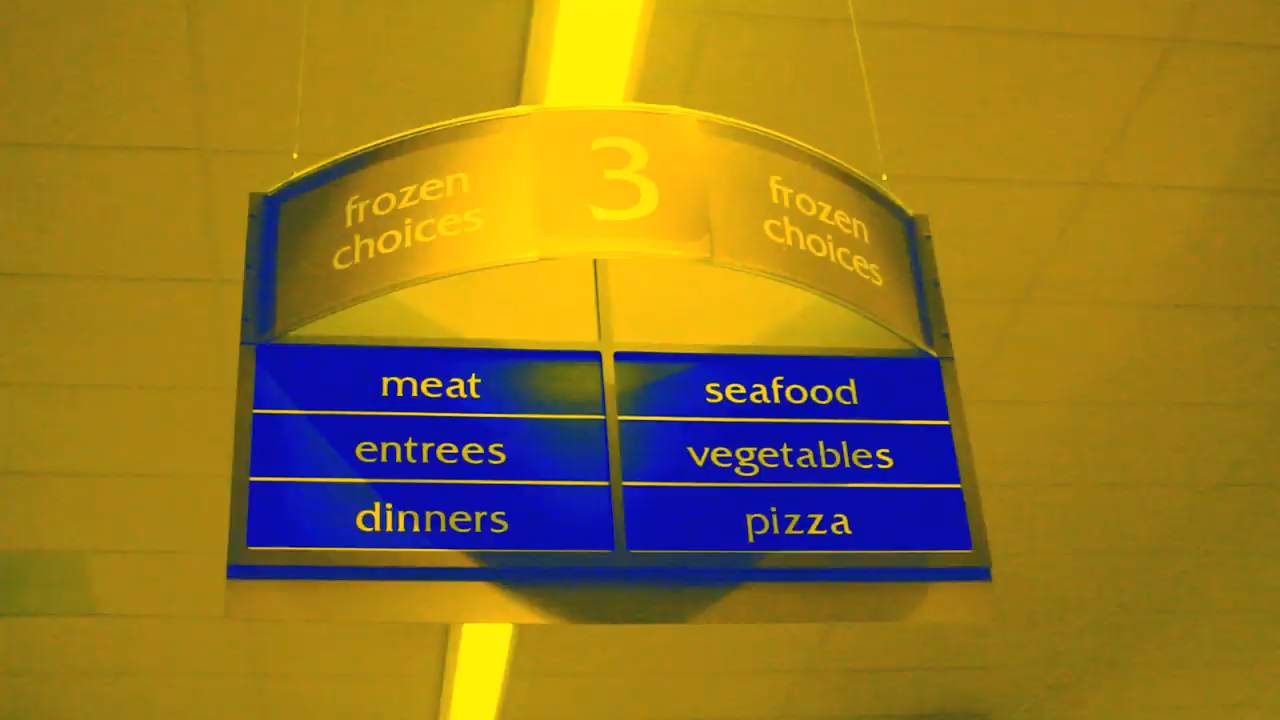 frozen
choices
3
frozen
choices
meat
entrees
dinners
seafood
vegetables
pizza